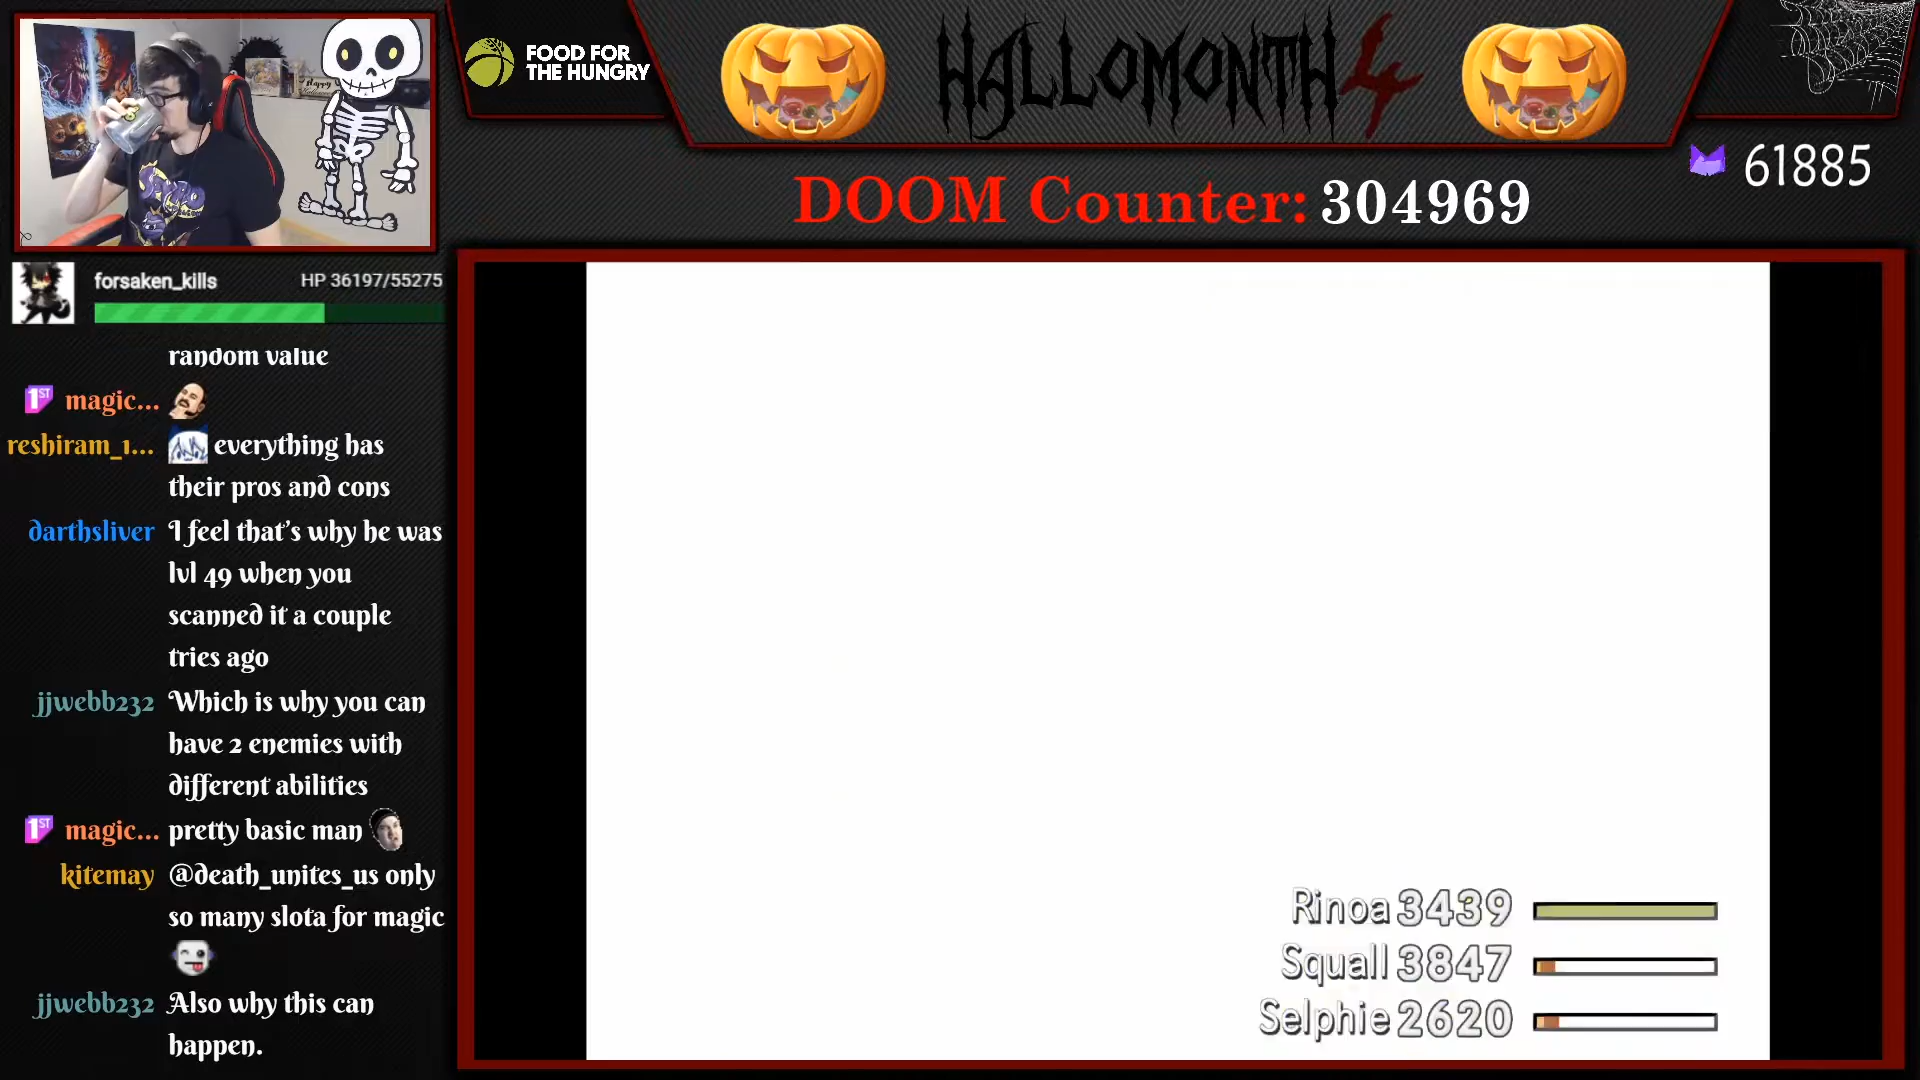 FOOD FOR
THE HUNGRY
HALLOMONTH 4
61885
DOOM Counter: 304969
forsaken_kills HP 36197/55275
random value
1ST magic...
reshiram_1... everything has
their pros and cons
darthsliver I feel that's why he was
lvl 49 when you
scanned it a couple
tries ago
jjwebb232 Which is why you can
have 2 enemies with
different abilities
1ST magic... pretty basic man
kitemay @death_unites_us only
so many slota for magic
jjwebb232 Also why this can
happen.
Rinoa 3439
Squall 3847
Selphie 2620